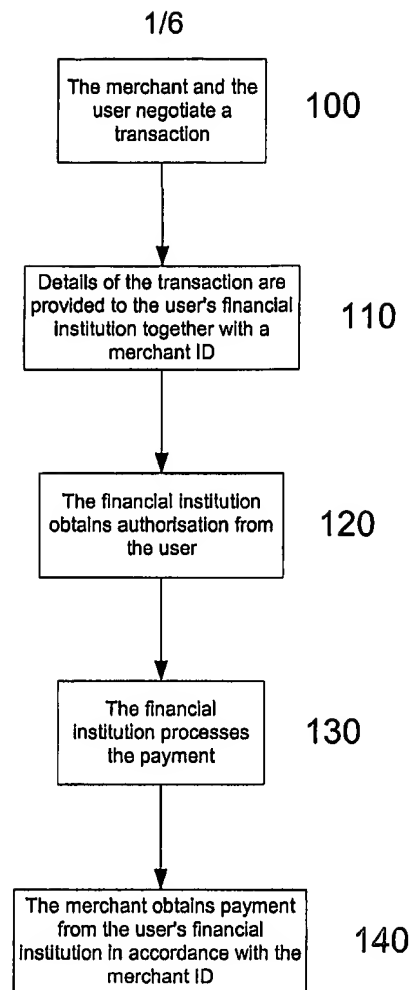 1/6
The merchant and the
user negotiate a
transaction
100
Details of the transaction are
provided to the user's financial
institution together with a
merchant ID
110
The financial institution
obtains authorisation from
the user
120
The financial
institution processes
the payment
130
The merchant obtains payment
from the user's financial
institution in accordance with the
merchant ID
140